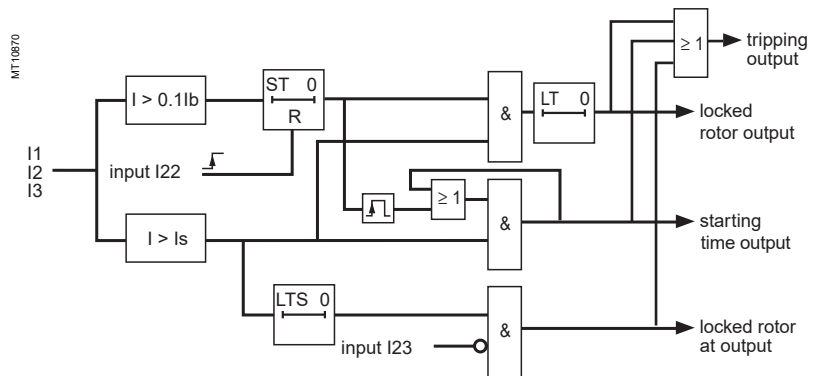 MT10870
I1
I2
I3
I > 0.1Ib
input I22
I > Is
ST 0
R
LTS 0
input I23
≥ 1
&
&
&
LT 0
≥ 1
tripping
output
locked
rotor output
starting
time output
locked rotor
at output